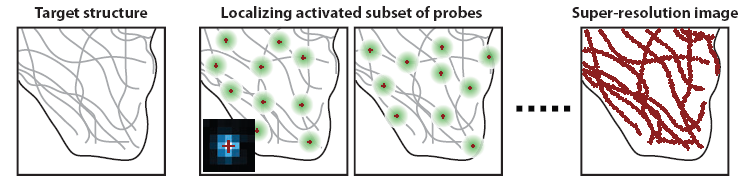 Target structure
Localizing activated subset of probes
Super-resolution image